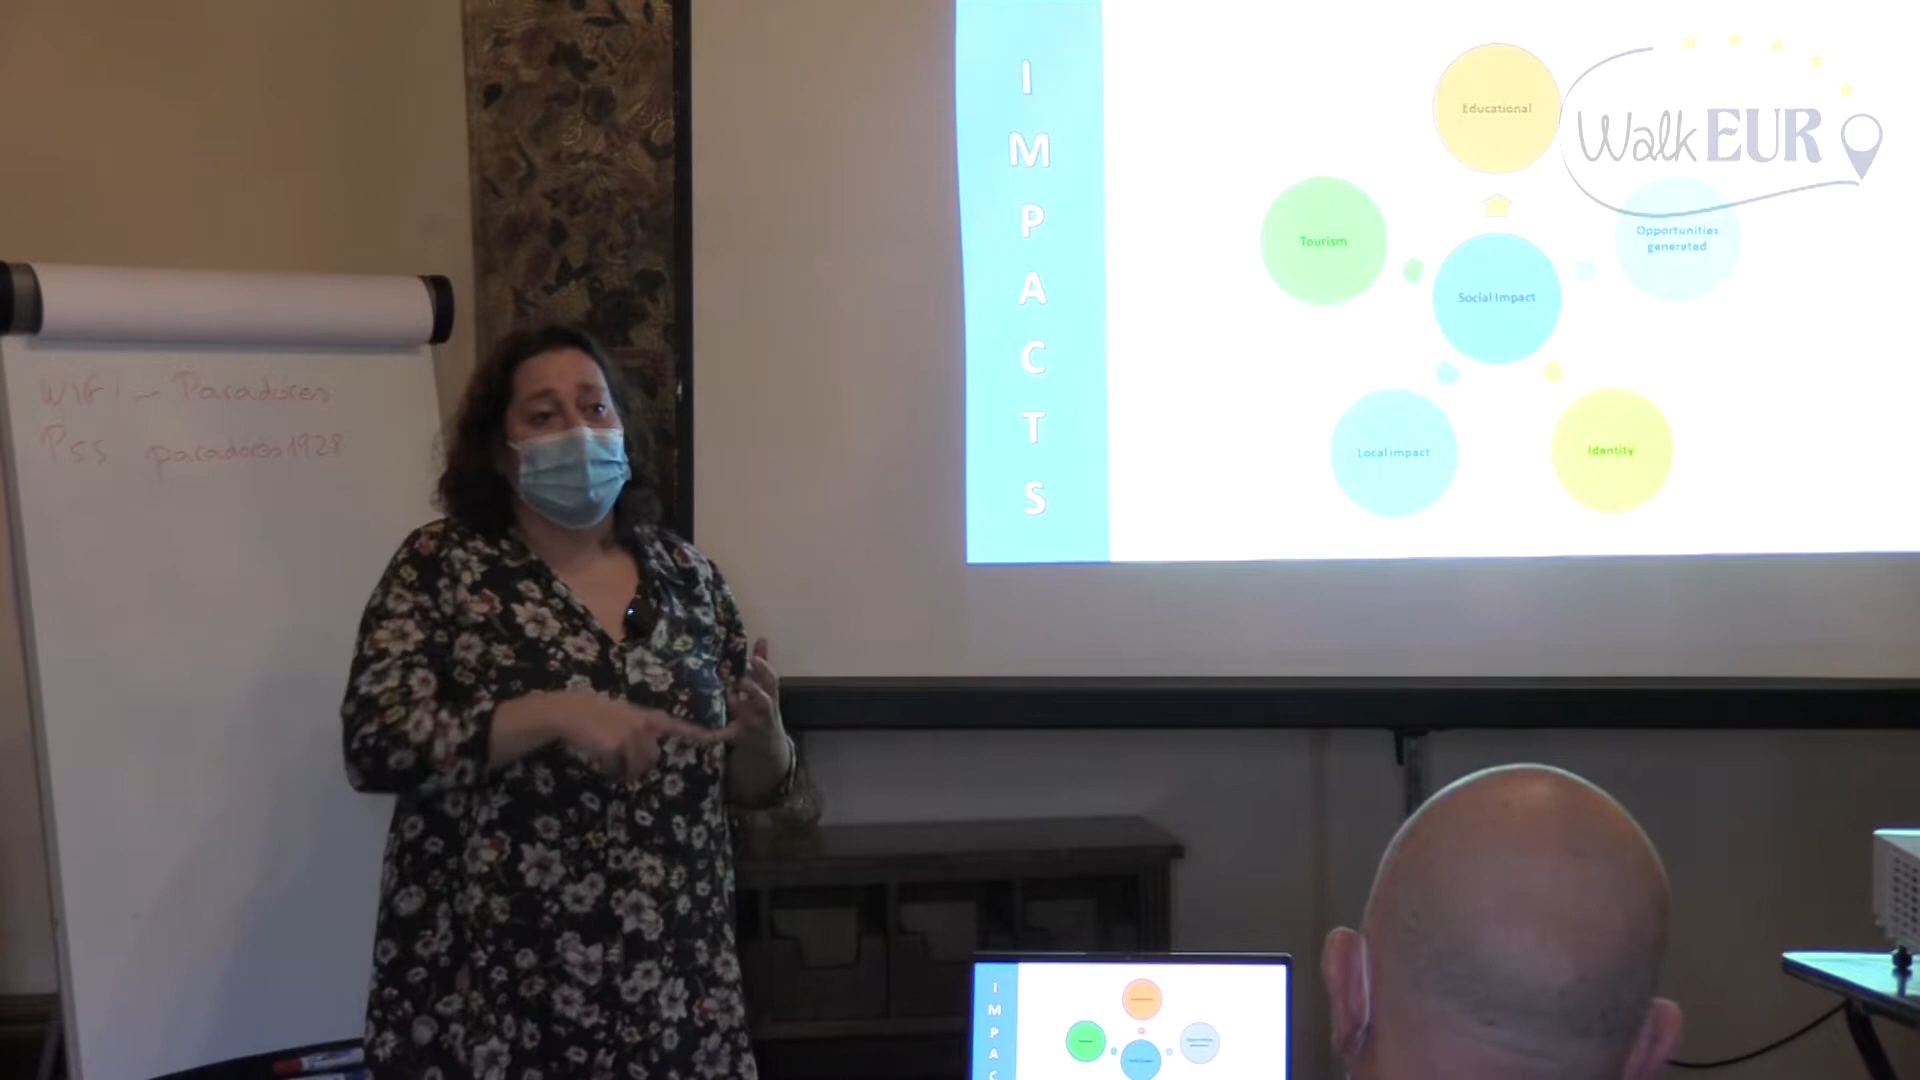 WIFI - Paradores
Pss paradores1928
IMPACTS
Educational
Tourism
Opportunities
generated
Social Impact
Local impact
Identity
WalkEUR
I
M
P
A
C